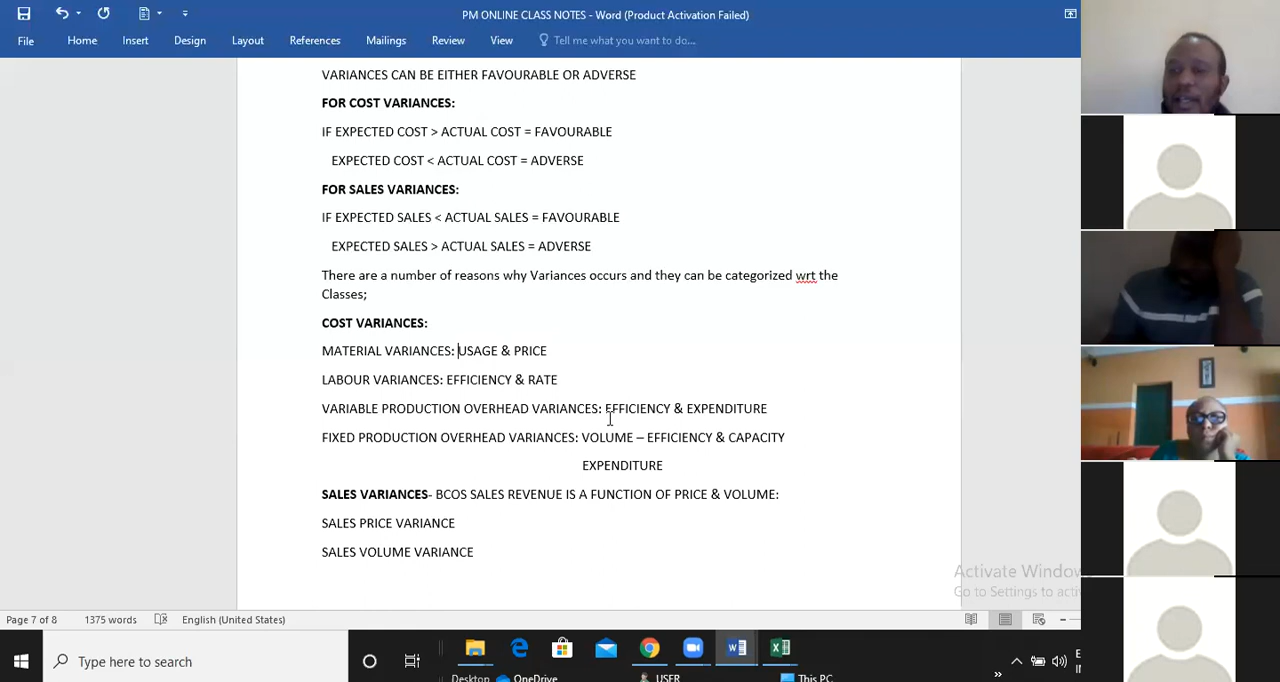 PM ONLINE CLASS NOTES - Word (Product Activation Failed)
File Home Insert Design Layout References Mailings Review View Tell me what you want to do...
VARIANCES CAN BE EITHER FAVOURABLE OR ADVERSE
FOR COST VARIANCES:
IF EXPECTED COST > ACTUAL COST = FAVOURABLE
EXPECTED COST < ACTUAL COST = ADVERSE
FOR SALES VARIANCES:
IF EXPECTED SALES < ACTUAL SALES = FAVOURABLE
EXPECTED SALES > ACTUAL SALES = ADVERSE
There are a number of reasons why Variances occurs and they can be categorized wrt the
Classes;
COST VARIANCES:
MATERIAL VARIANCES: USAGE & PRICE
LABOUR VARIANCES: EFFICIENCY & RATE
VARIABLE PRODUCTION OVERHEAD VARIANCES: EFFICIENCY & EXPENDITURE
FIXED PRODUCTION OVERHEAD VARIANCES: VOLUME – EFFICIENCY & CAPACITY
EXPENDITURE
SALES VARIANCES- BCOS SALES REVENUE IS A FUNCTION OF PRICE & VOLUME:
SALES PRICE VARIANCE
SALES VOLUME VARIANCE
Activate Window
Go to Settings to acti
Page 7 of 8 1375 words English (United States)
Type here to search
Desktop OneDrive USER This PC